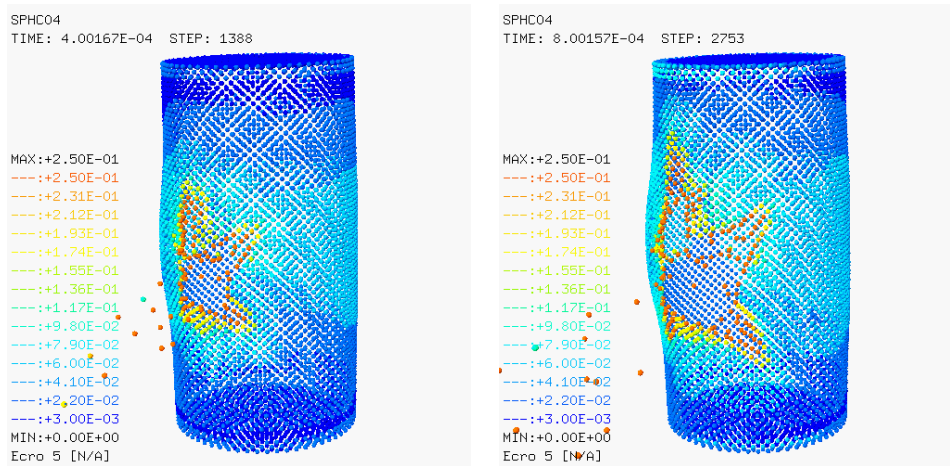 SPHC04
TIME: 4.00167E-04 STEP: 1388
MAX:+2.50E-01
---:+2.50E-01
---:+2.31E-01
---:+2.12E-01
---:+1.93E-01
---:+1.74E-01
---:+1.55E-01
---:+1.36E-01
---:+1.17E-01
---:+9.80E-02
---:+7.90E-02
---:+6.00E-02
---:+4.10E-02
---:+2.20E-02
---:+3.00E-03
MIN:+0.00E+00
Ecro 5 [N/A]
SPHC04
TIME: 8.00157E-04 STEP: 2753
MAX:+2.50E-01
---:+2.50E-01
---:+2.31E-01
---:+2.12E-01
---:+1.93E-01
---:+1.74E-01
---:+1.55E-01
---:+1.36E-01
---:+1.17E-01
---:+9.80E-02
---:+7.90E-02
---:+6.00E-02
---:+4.10E-02
---:+2.20E-02
---:+3.00E-03
MIN:+0.00E+00
Ecro 5 [N/A]